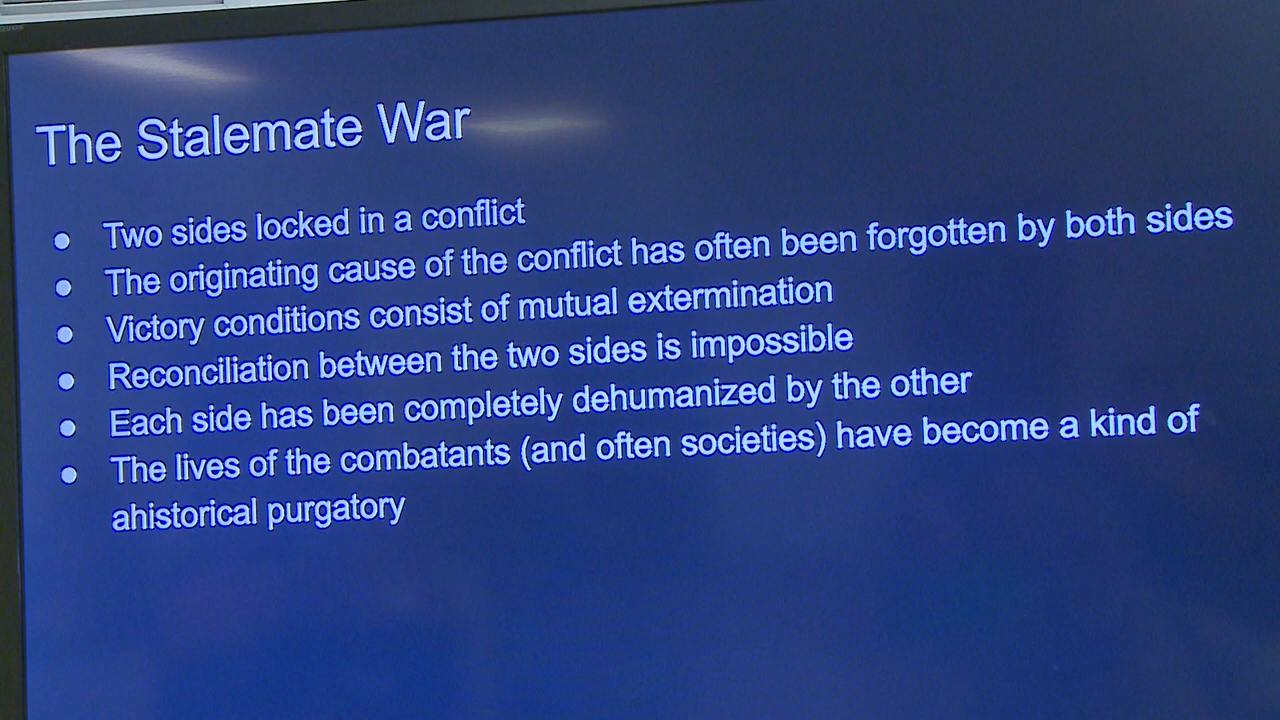 The Stalemate War
● Two sides locked in a conflict
● The originating cause of the conflict has often been forgotten by both sides
● Victory conditions consist of mutual extermination
● Reconciliation between the two sides is impossible
● Each side has been completely dehumanized by the other
● The lives of the combatants (and often societies) have become a kind of
ahistorical purgatory